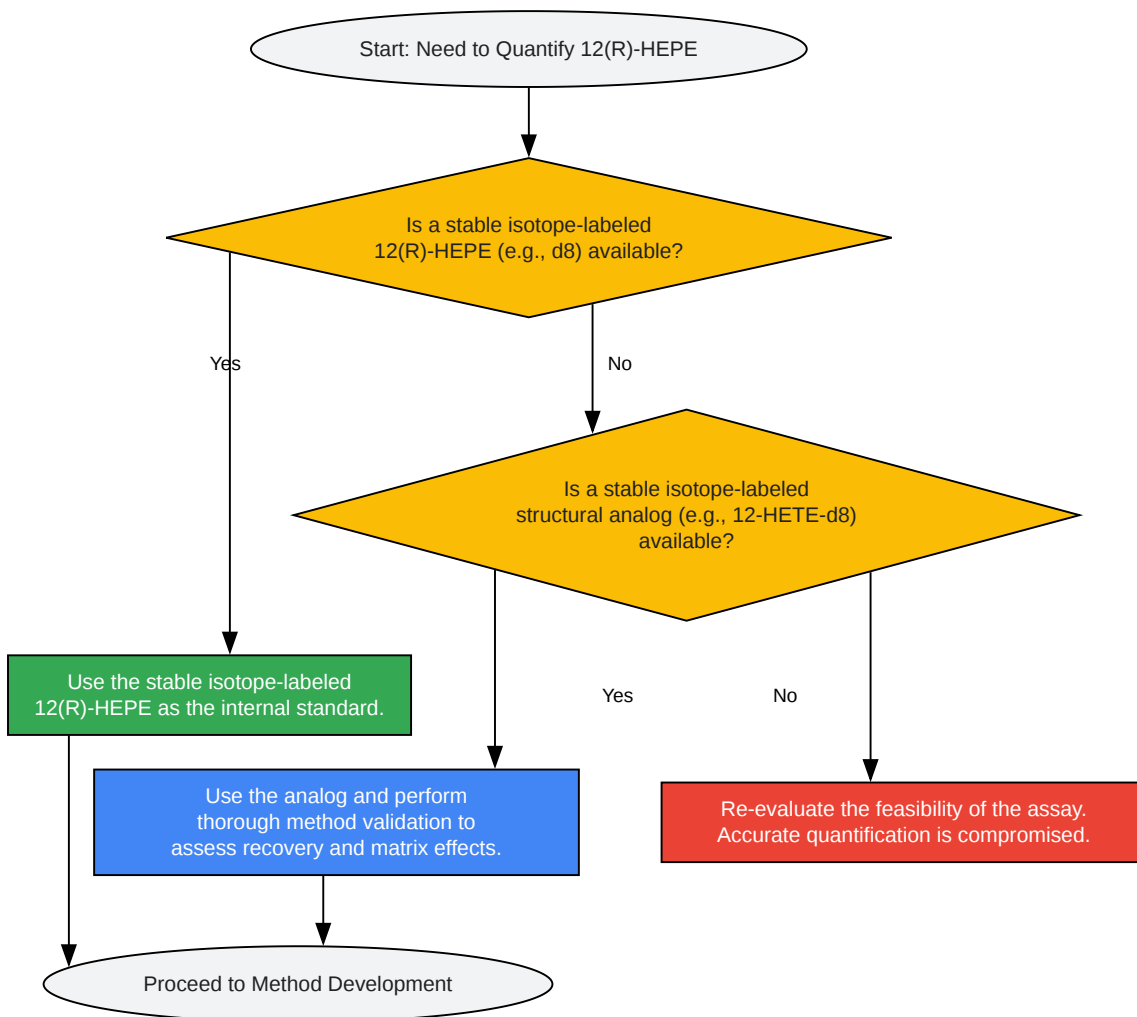 Start: Need to Quantify 12(R)-HEPE
Is a stable isotope-labeled
12(R)-HEPE (e.g., d8) available?
Yes
No
Is a stable isotope-labeled
structural analog (e.g., 12-HETE-d8)
available?
Use the stable isotope-labeled
12(R)-HEPE as the internal standard.
Yes
No
Use the analog and perform
thorough method validation to
assess recovery and matrix effects.
Re-evaluate the feasibility of the assay.
Accurate quantification is compromised.
Proceed to Method Development